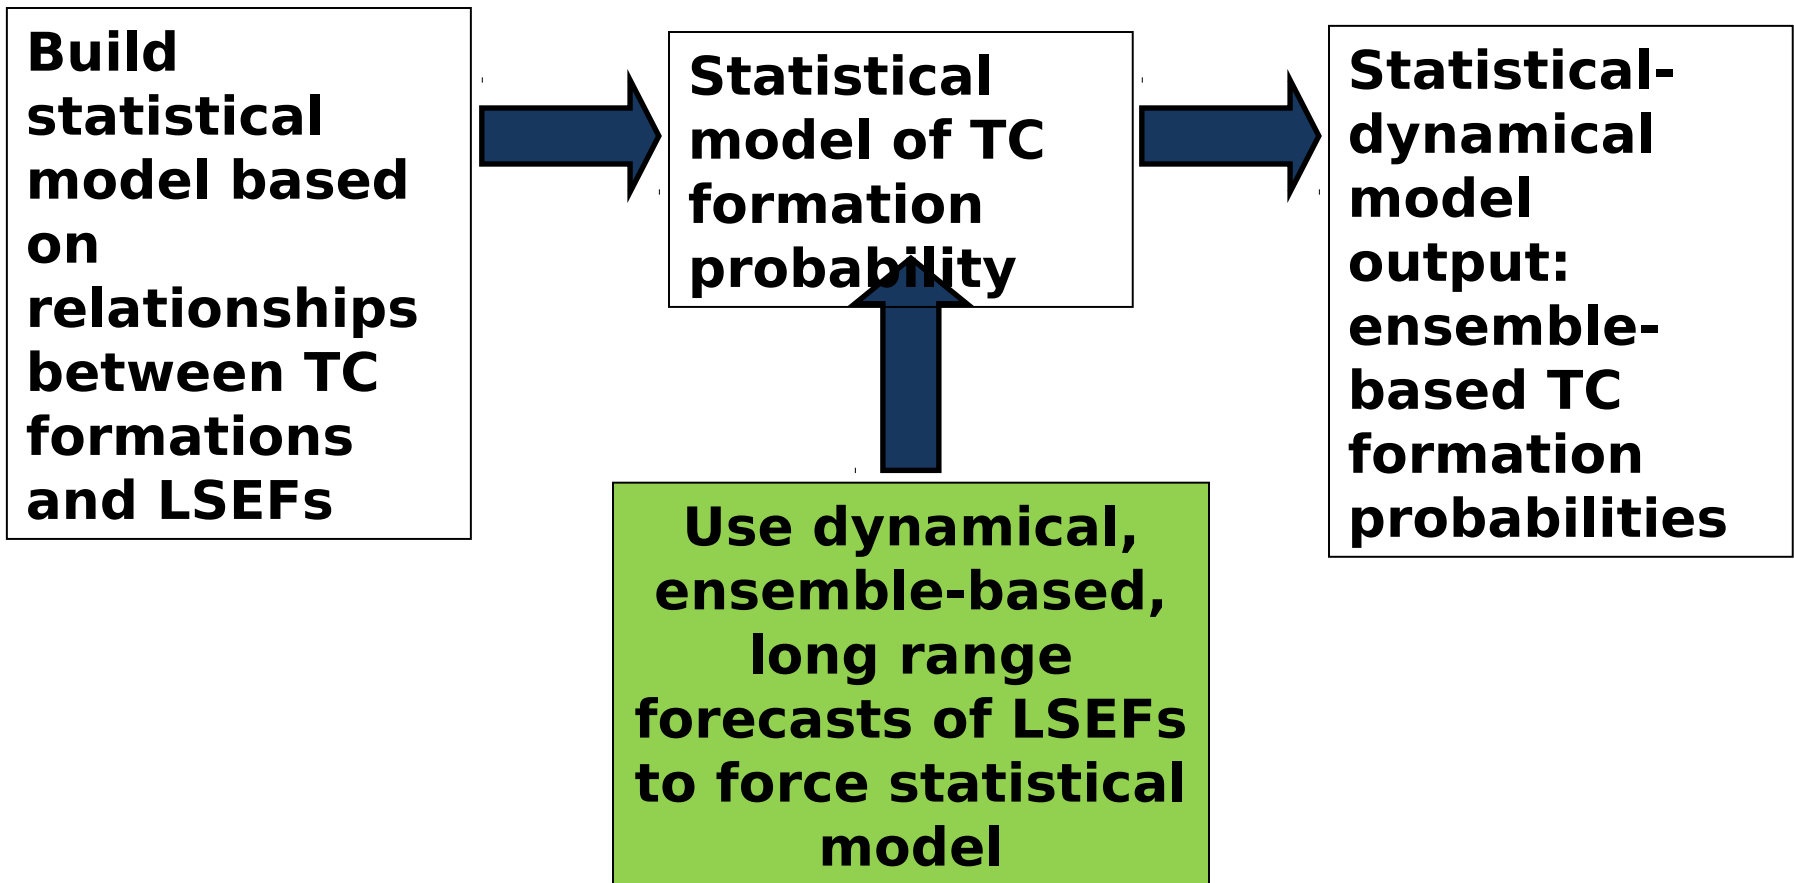 Build
statistical
model based
on
relationships
between TC
formations
and LSEFs
Statistical
model of TC
formation
probability
Statistical-
dynamical
model
output:
ensemble-
based TC
formation
probabilities
Use dynamical,
ensemble-based,
long range
forecasts of LSEFs
to force statistical
model